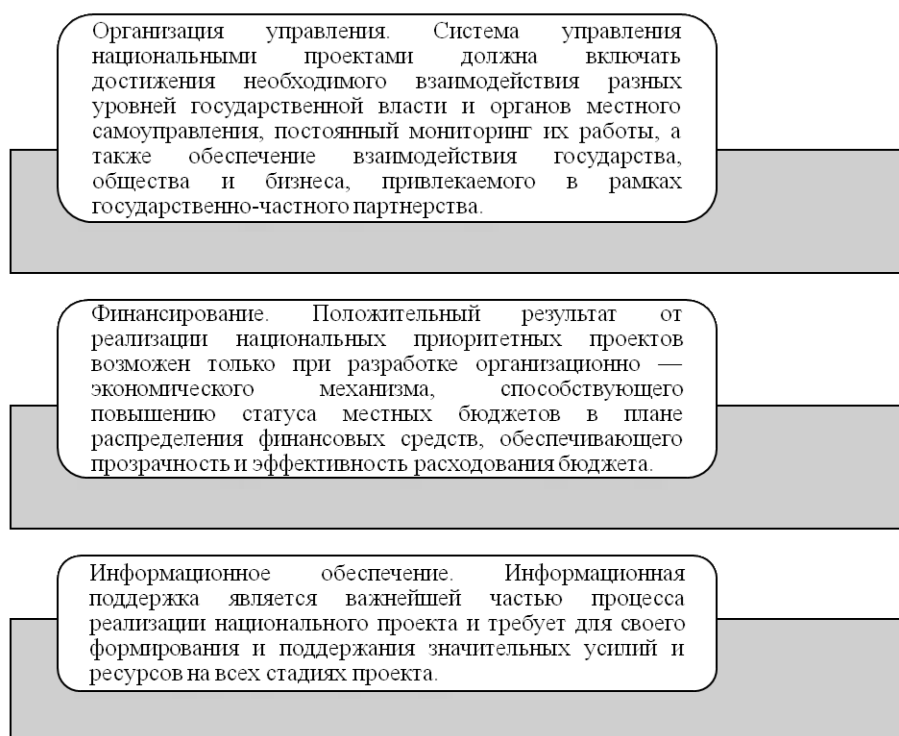 Организация управления. Система управления
национальными проектами должна включать
достижения необходимого взаимодействия разных
уровней государственной власти и органов местного
самоуправления, постоянный мониторинг их работы, а
также обеспечение взаимодействия государства,
общества и бизнеса, привлекаемого в рамках
государственно-частного партнерства.
Финансирование. Положительный результат от
реализации национальных приоритетных проектов
возможен только при разработке организационно —
экономического механизма, способствующего
повышению статуса местных бюджетов в плане
распределения финансовых средств, обеспечивающего
прозрачность и эффективность расходования бюджета.
Информационное обеспечение. Информационная
поддержка является важнейшей частью процесса
реализации национального проекта и требует для своего
формирования и поддержания значительных усилий и
ресурсов на всех стадиях проекта.